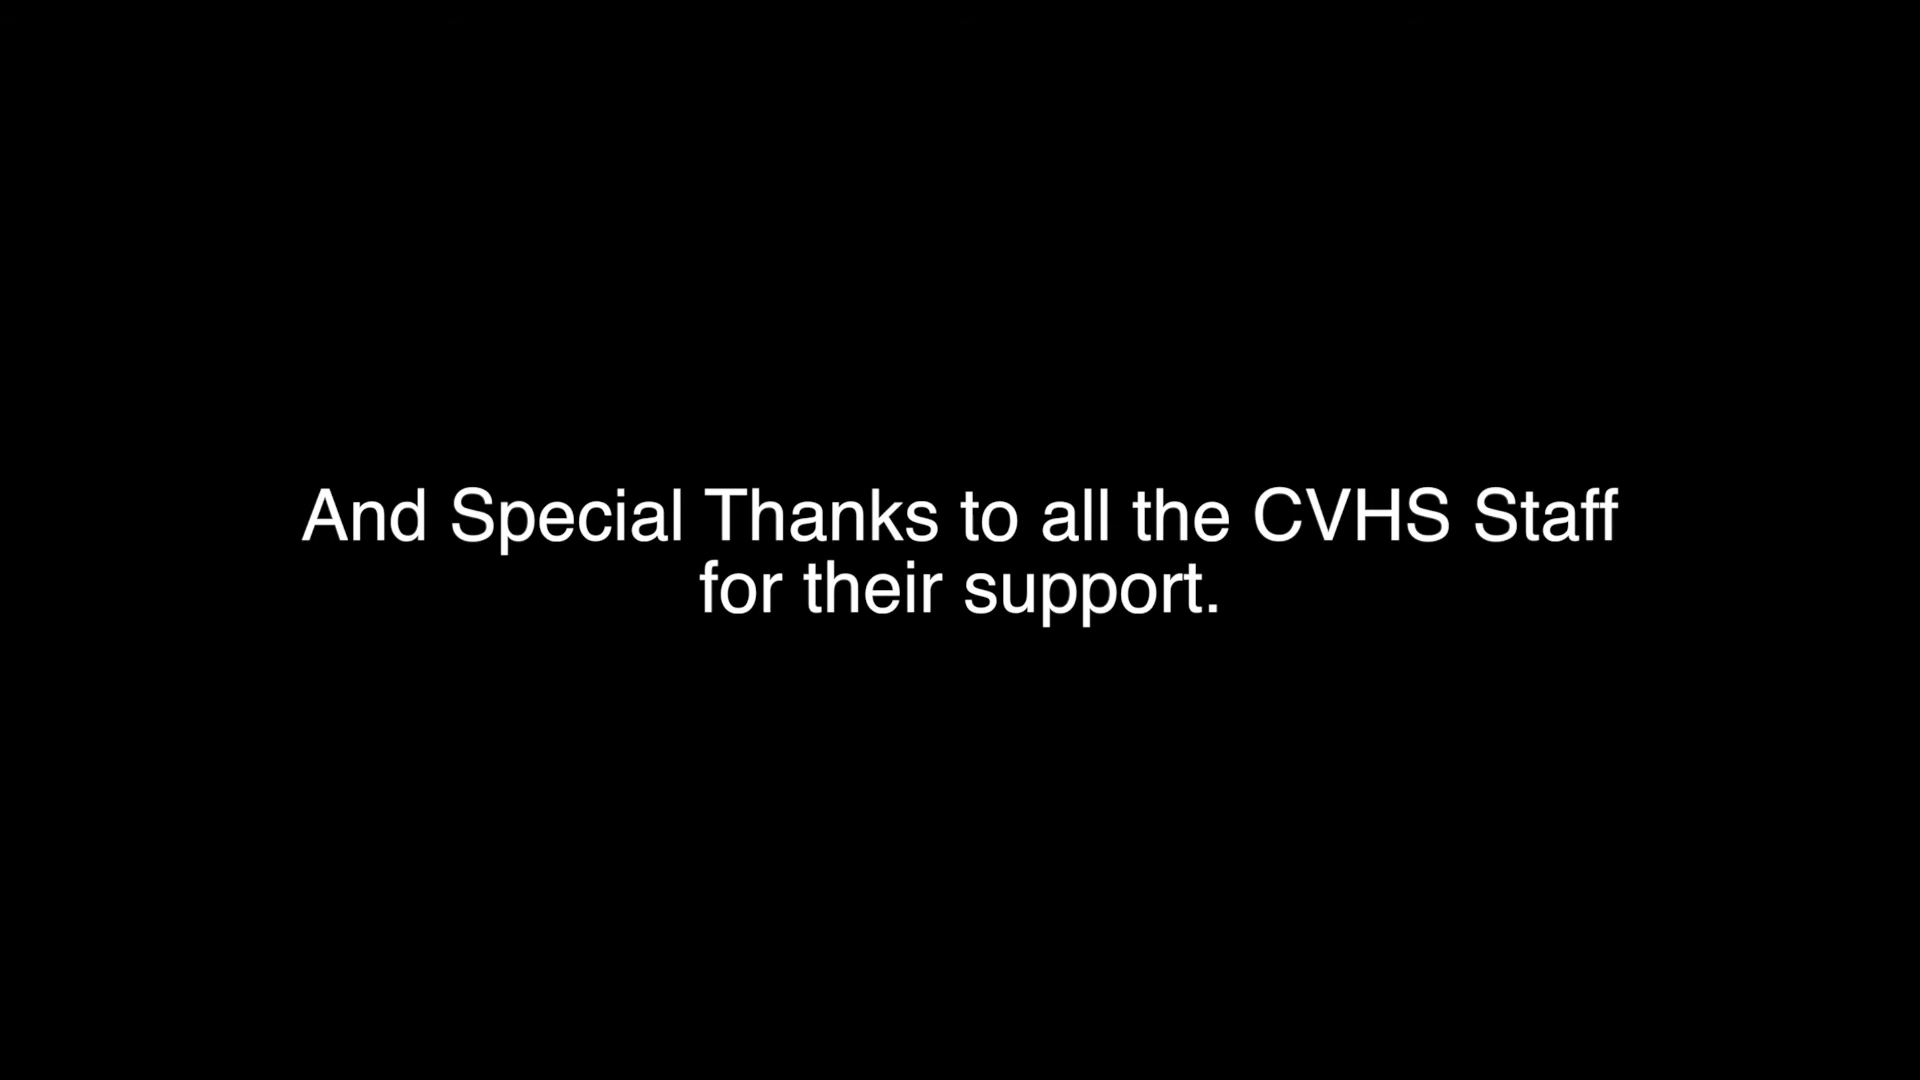 And Special Thanks to all the CVHS Staff
for their support.